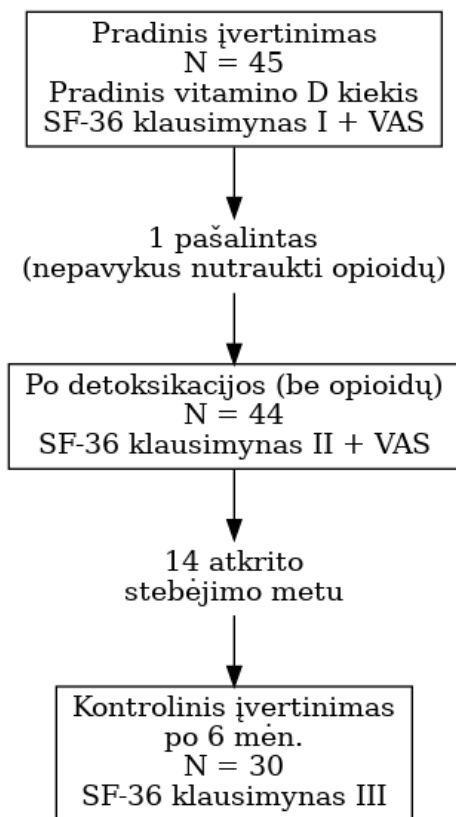 Pradinis įvertinimas
N = 45
Pradinis vitamino D kiekis
SF-36 klausimynas I + VAS
1 pašalintas
(nepavykus nutraukti opioidų)
Po detoksikacijos (be opioidų)
N = 44
SF-36 klausimynas II + VAS
14 atkrito
stebėjimo metu
Kontrolinis įvertinimas
po 6 mėn.
N = 30
SF-36 klausimynas III